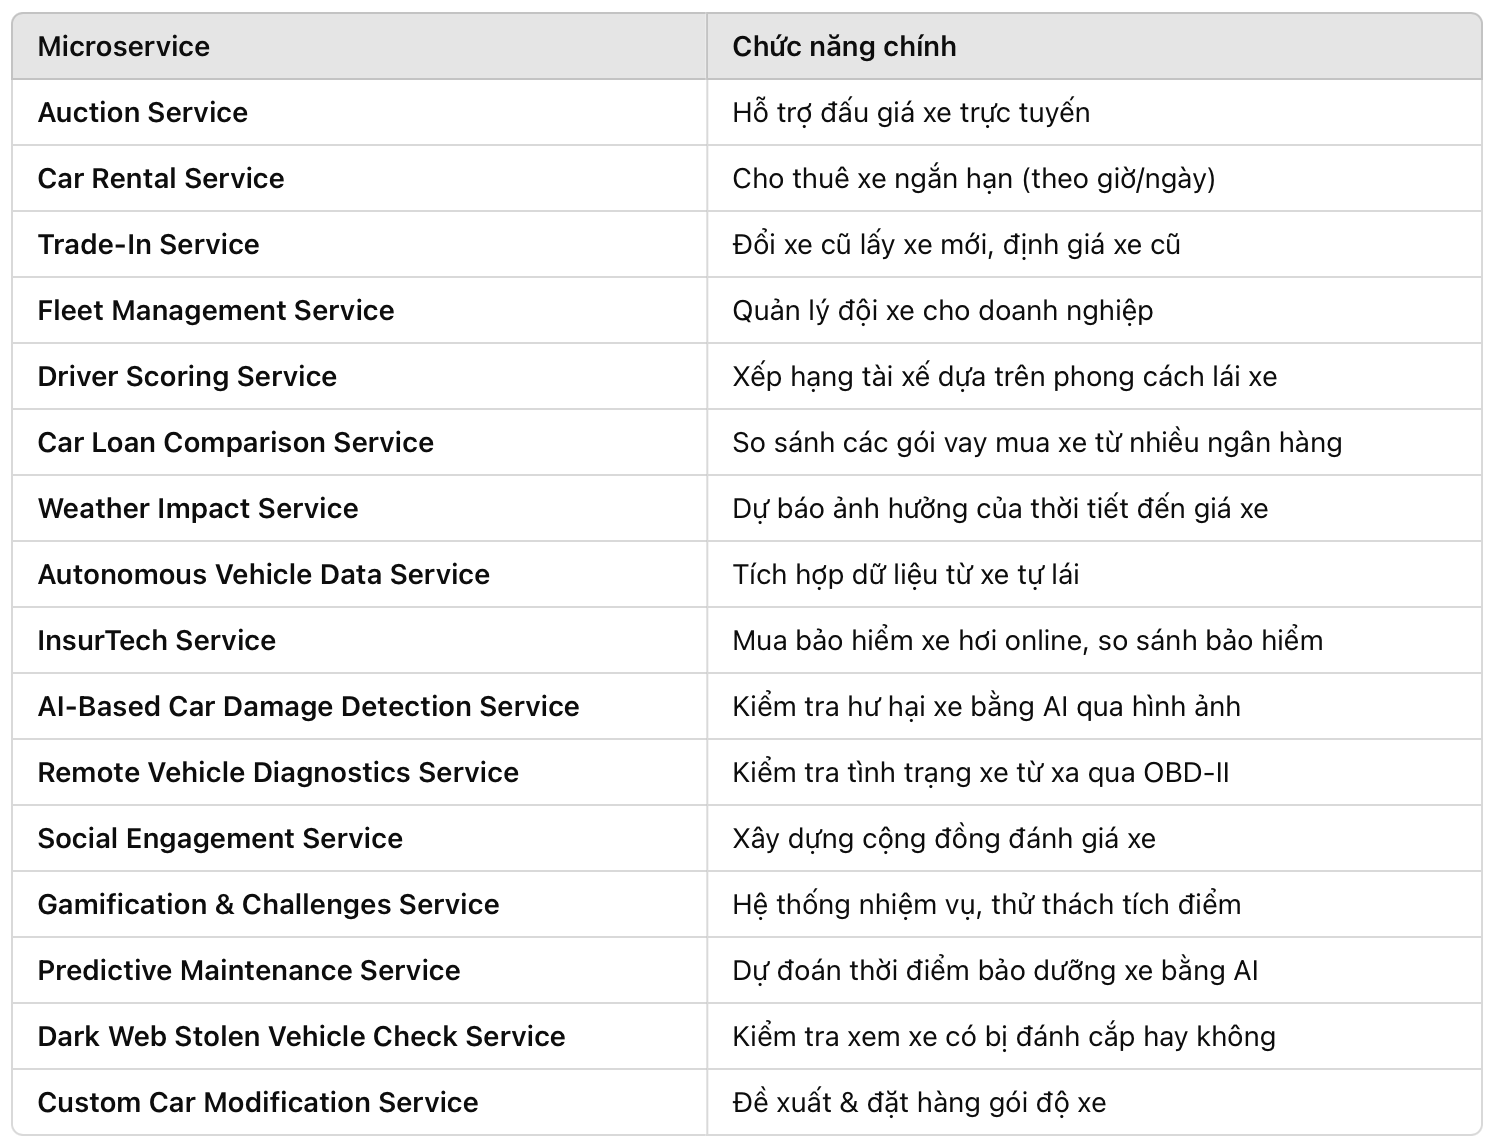 Microservice
Chức năng chính
Auction Service
Hỗ trợ đấu giá xe trực tuyến
Car Rental Service
Cho thuê xe ngắn hạn (theo giờ/ngày)
Trade-In Service
Đổi xe cũ lấy xe mới, định giá xe cũ
Fleet Management Service
Quản lý đội xe cho doanh nghiệp
Driver Scoring Service
Xếp hạng tài xế dựa trên phong cách lái xe
Car Loan Comparison Service
So sánh các gói vay mua xe từ nhiều ngân hàng
Weather Impact Service
Dự báo ảnh hưởng của thời tiết đến giá xe
Autonomous Vehicle Data Service
Tích hợp dữ liệu từ xe tự lái
InsurTech Service
Mua bảo hiểm xe hơi online, so sánh bảo hiểm
AI-Based Car Damage Detection Service
Kiểm tra hư hại xe bằng AI qua hình ảnh
Remote Vehicle Diagnostics Service
Kiểm tra tình trạng xe từ xa qua OBD-II
Social Engagement Service
Xây dựng cộng đồng đánh giá xe
Gamification & Challenges Service
Hệ thống nhiệm vụ, thử thách tích điểm
Predictive Maintenance Service
Dự đoán thời điểm bảo dưỡng xe bằng AI
Dark Web Stolen Vehicle Check Service
Kiểm tra xem xe có bị đánh cắp hay không
Custom Car Modification Service
Đề xuất & đặt hàng gói độ xe